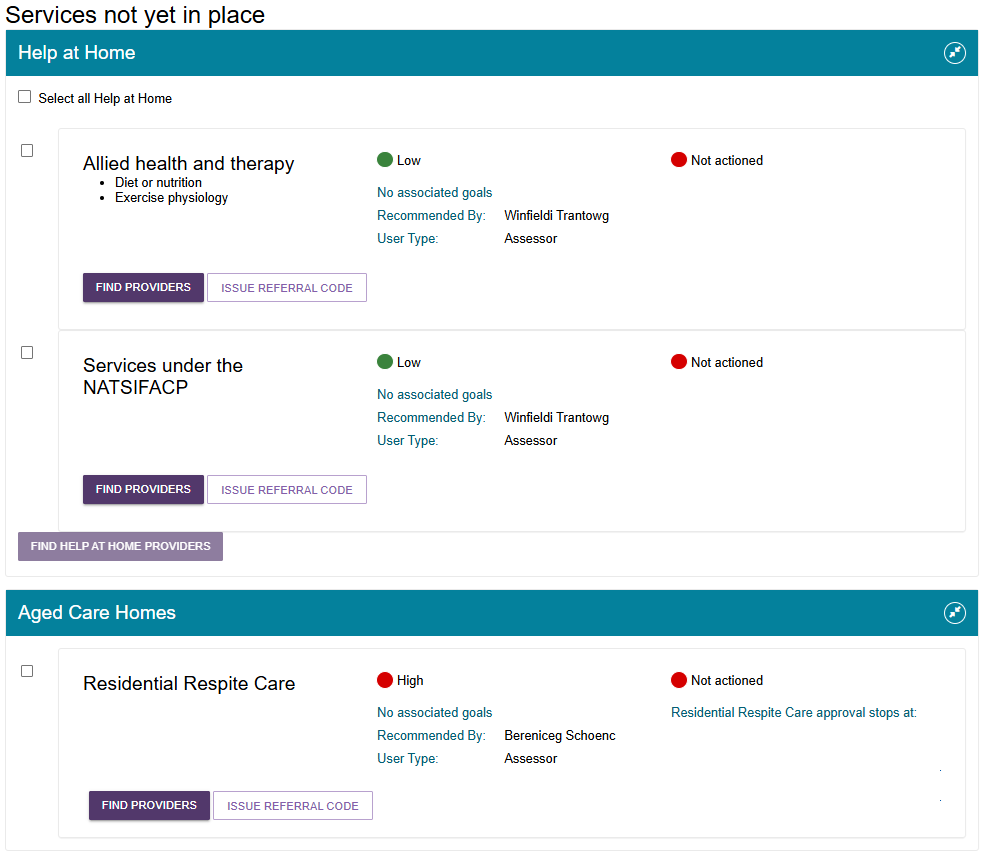 Services not yet in place
Help at Home
Select all Help at Home
Allied health and therapy
Diet or nutrition
Exercise physiology
Low
No associated goals
Recommended By: Winfieldi Trantowg
User Type: Assessor
Not actioned
FIND PROVIDERS ISSUE REFERRAL CODE
Services under the
NATSIFACP
Low
No associated goals
Recommended By: Winfieldi Trantowg
User Type: Assessor
Not actioned
FIND PROVIDERS ISSUE REFERRAL CODE
FIND HELP AT HOME PROVIDERS
Aged Care Homes
Residential Respite Care
High
No associated goals
Recommended By: Bereniceg Schoenc
User Type: Assessor
Not actioned
Residential Respite Care approval stops at:
FIND PROVIDERS ISSUE REFERRAL CODE